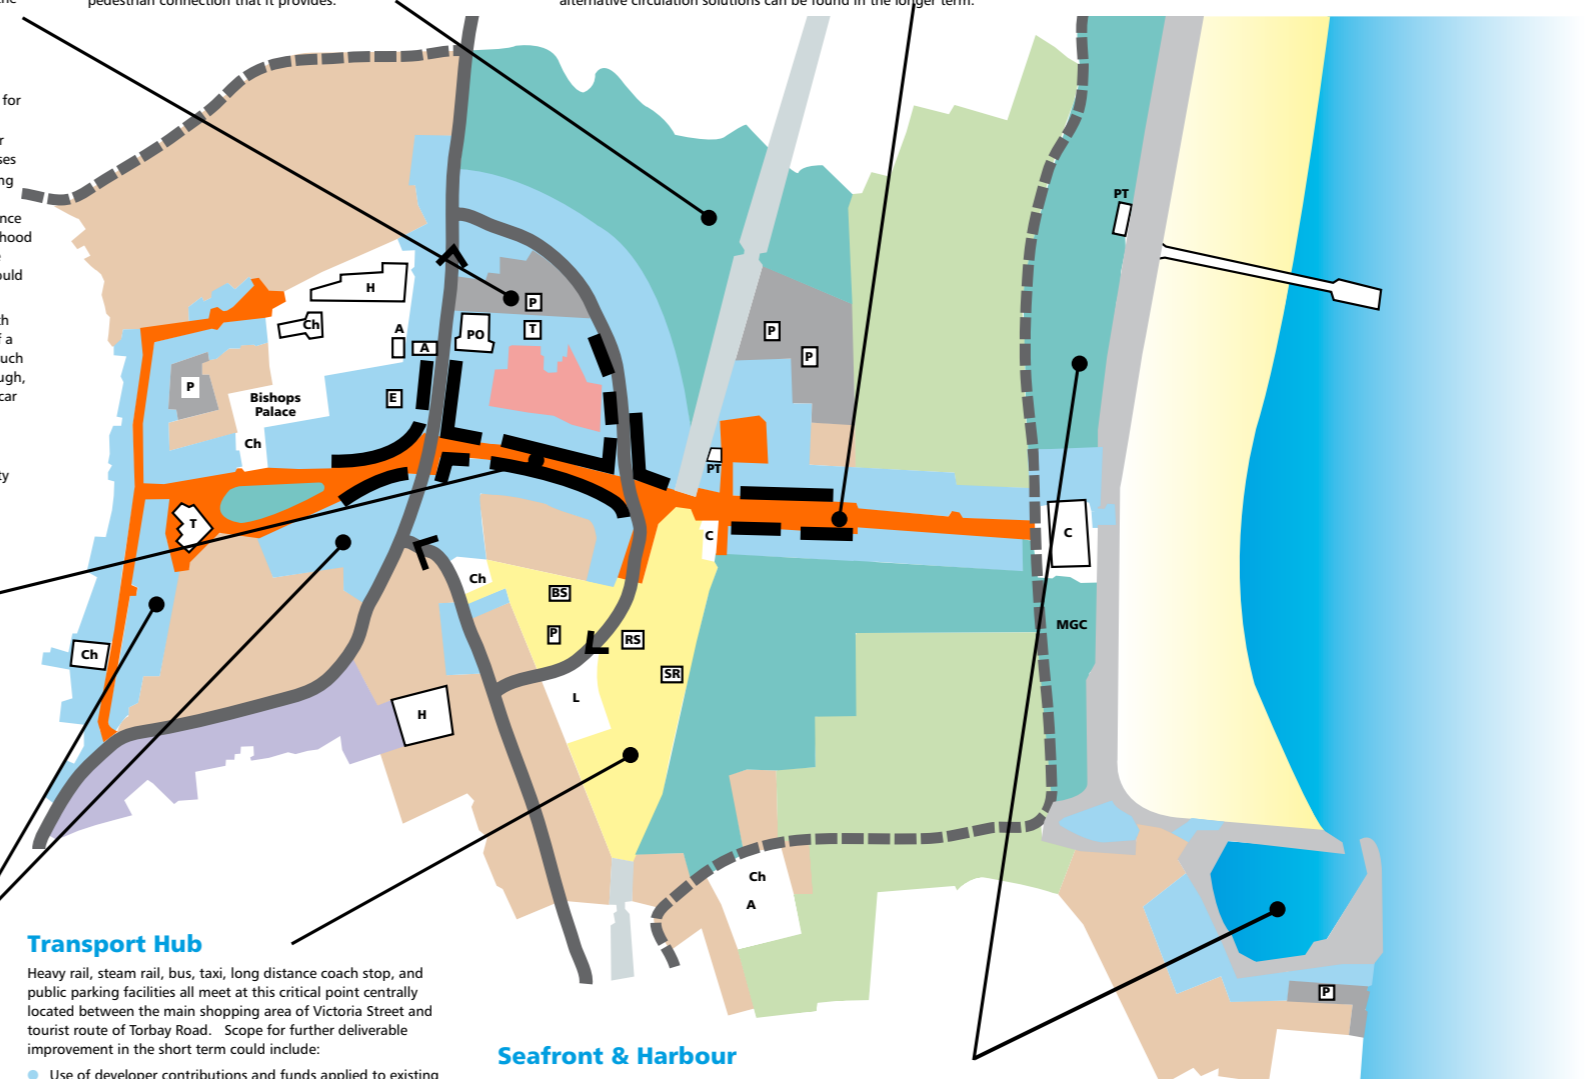 pedestrian connection that it provides.
alternative circulation solutions can be found in the longer term.
for
r
ses
ng
nce
hood
ould
th
f a
uch
ugh,
car
ty
PT
H
Ch
P
A
PO
T
A
P
P
P
E
Bishops
Palace
Ch
PT
T
C
C
Ch
BS
P
RS
MGC
Ch
SR
L
H
Ch
A
P
Transport Hub
Heavy rail, steam rail, bus, taxi, long distance coach stop, and
public parking facilities all meet at this critical point centrally
located between the main shopping area of Victoria Street and
tourist route of Torbay Road. Scope for further deliverable
improvement in the short term could include:
Use of developer contributions and funds applied to existing
Seafront & Harbour